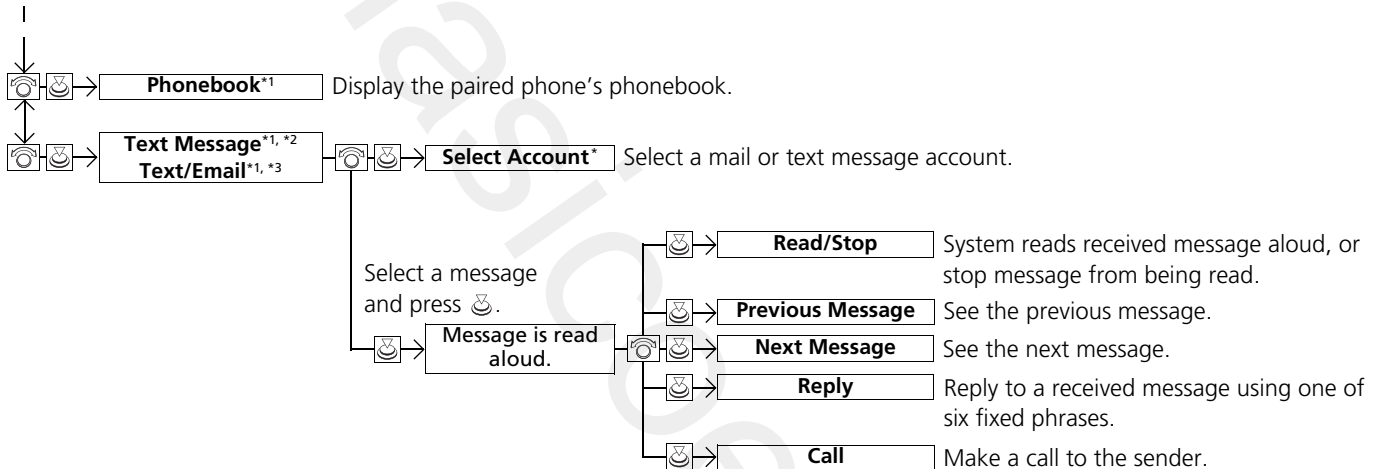 Phonebook*1 Display the paired phone's phonebook.
Text Message*1, *2
Text/Email*1, *3
Select Account* Select a mail or text message account.
Select a message
and press .
Message is read
aloud.
Read/Stop System reads received message aloud, or
stop message from being read.
Previous Message See the previous message.
Next Message See the next message.
Reply Reply to a received message using one of
six fixed phrases.
Call Make a call to the sender.